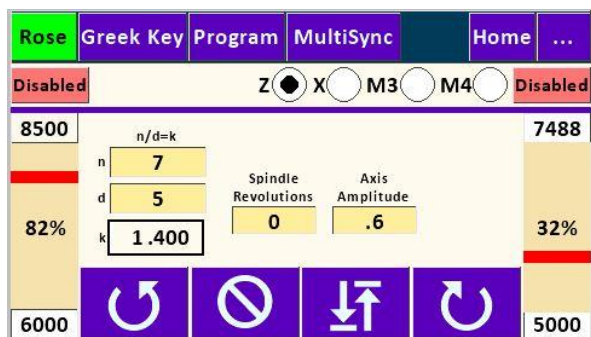 Rose Greek Key Program MultiSync Home ...
Disabled Z X M3 M4 Disabled
8500 7488
n/d=k
n 7
Spindle Axis
d 5 Revolutions Amplitude
82% 0 .6 32%
k 1.400
6000 5000